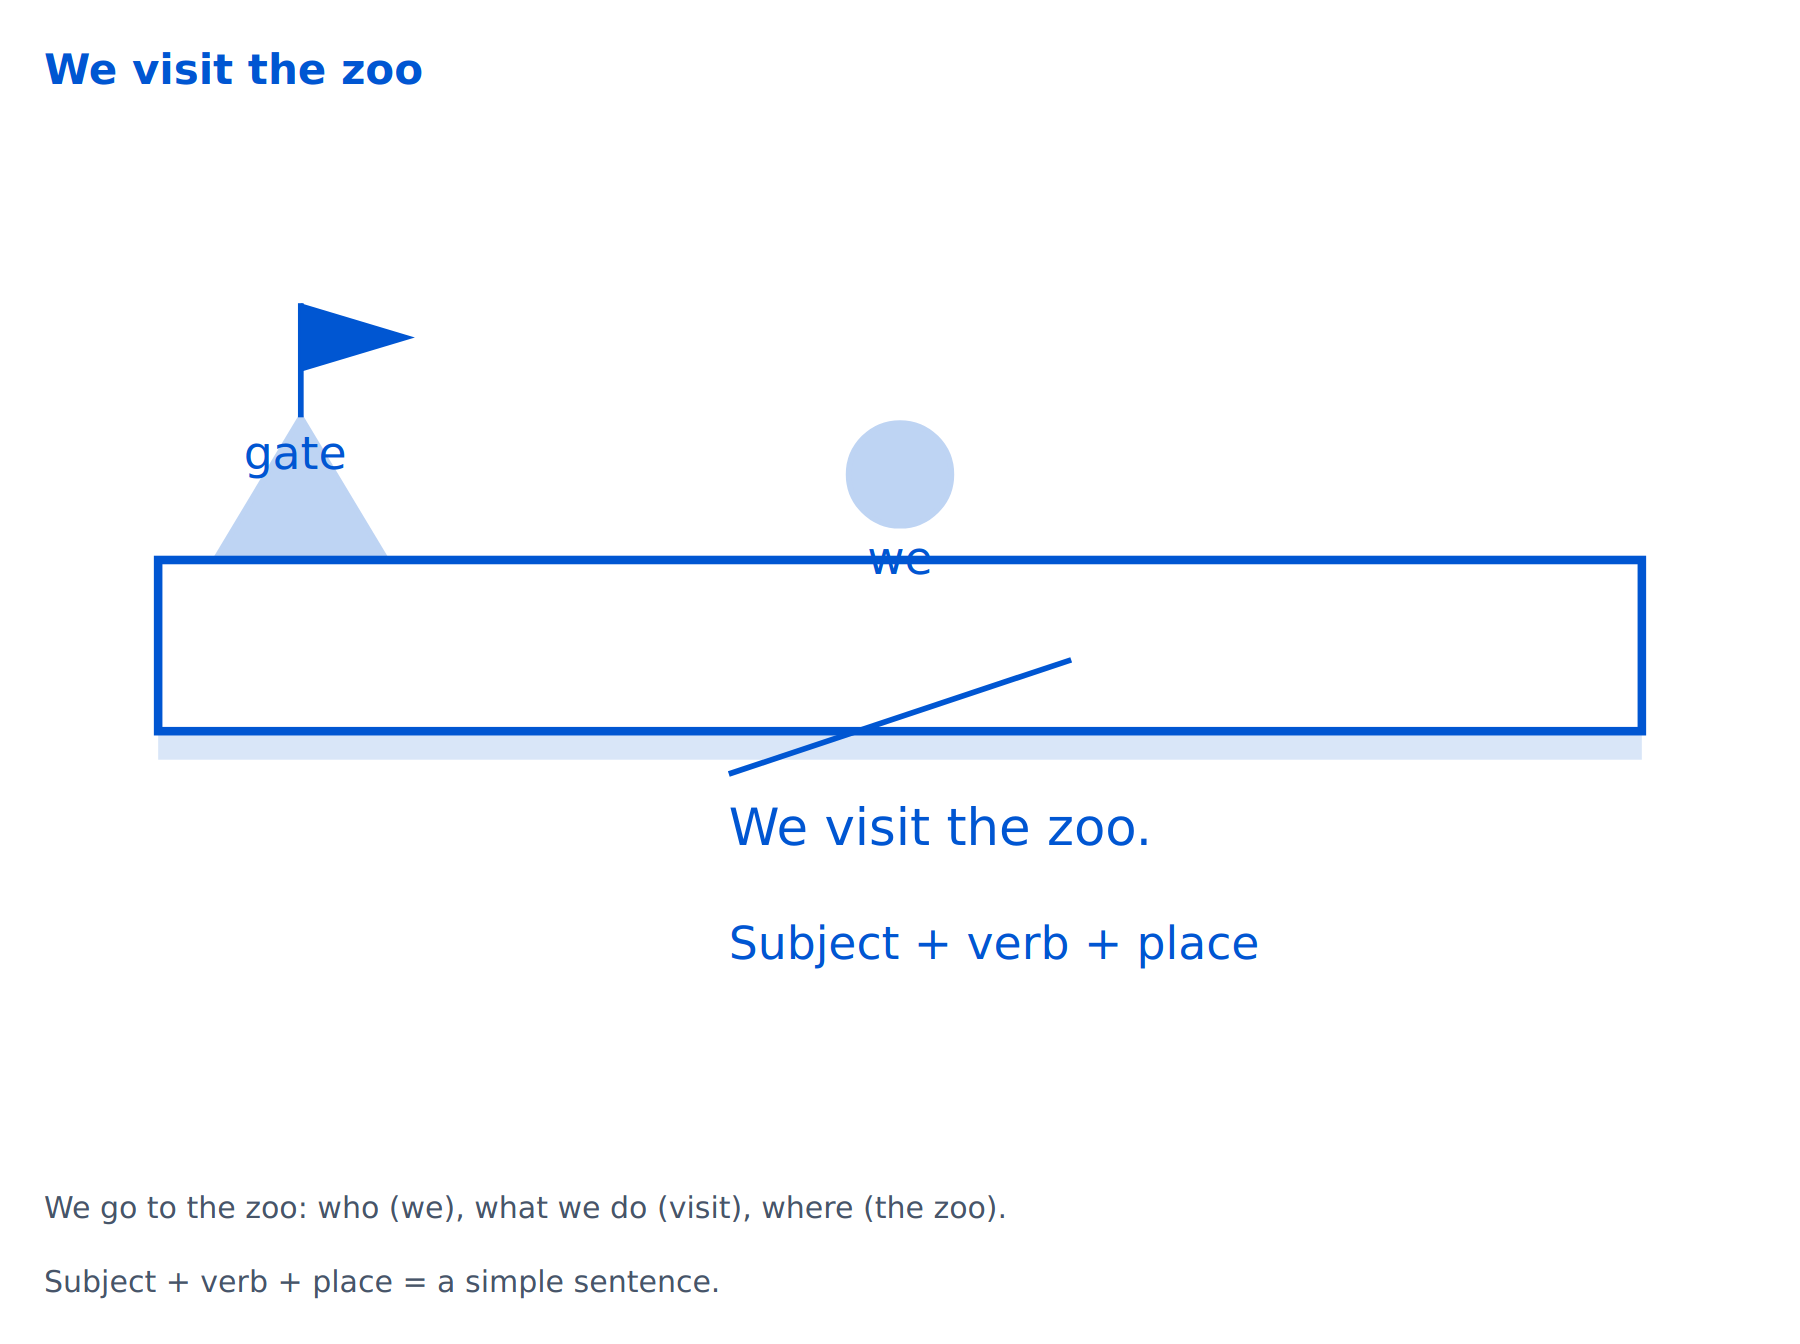 We visit the zoo
gate
we
We visit the zoo.
Subject + verb + place
We go to the zoo: who (we), what we do (visit), where (the zoo).
Subject + verb + place = a simple sentence.